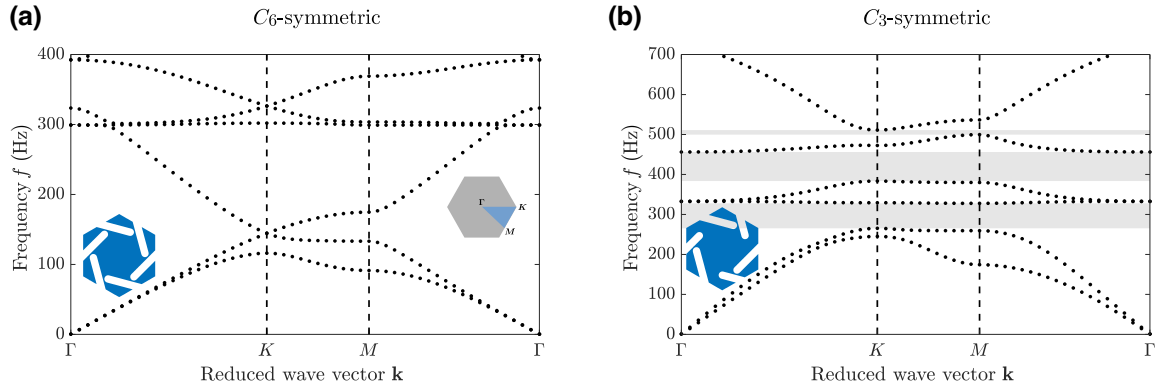 (a)
C6-symmetric
Frequency f (Hz)
400
300
200
100
0
Γ
K
M
Γ
Reduced wave vector k
Γ
K
M
(b)
C3-symmetric
Frequency f (Hz)
700
600
500
400
300
200
100
0
Γ
K
M
Γ
Reduced wave vector k